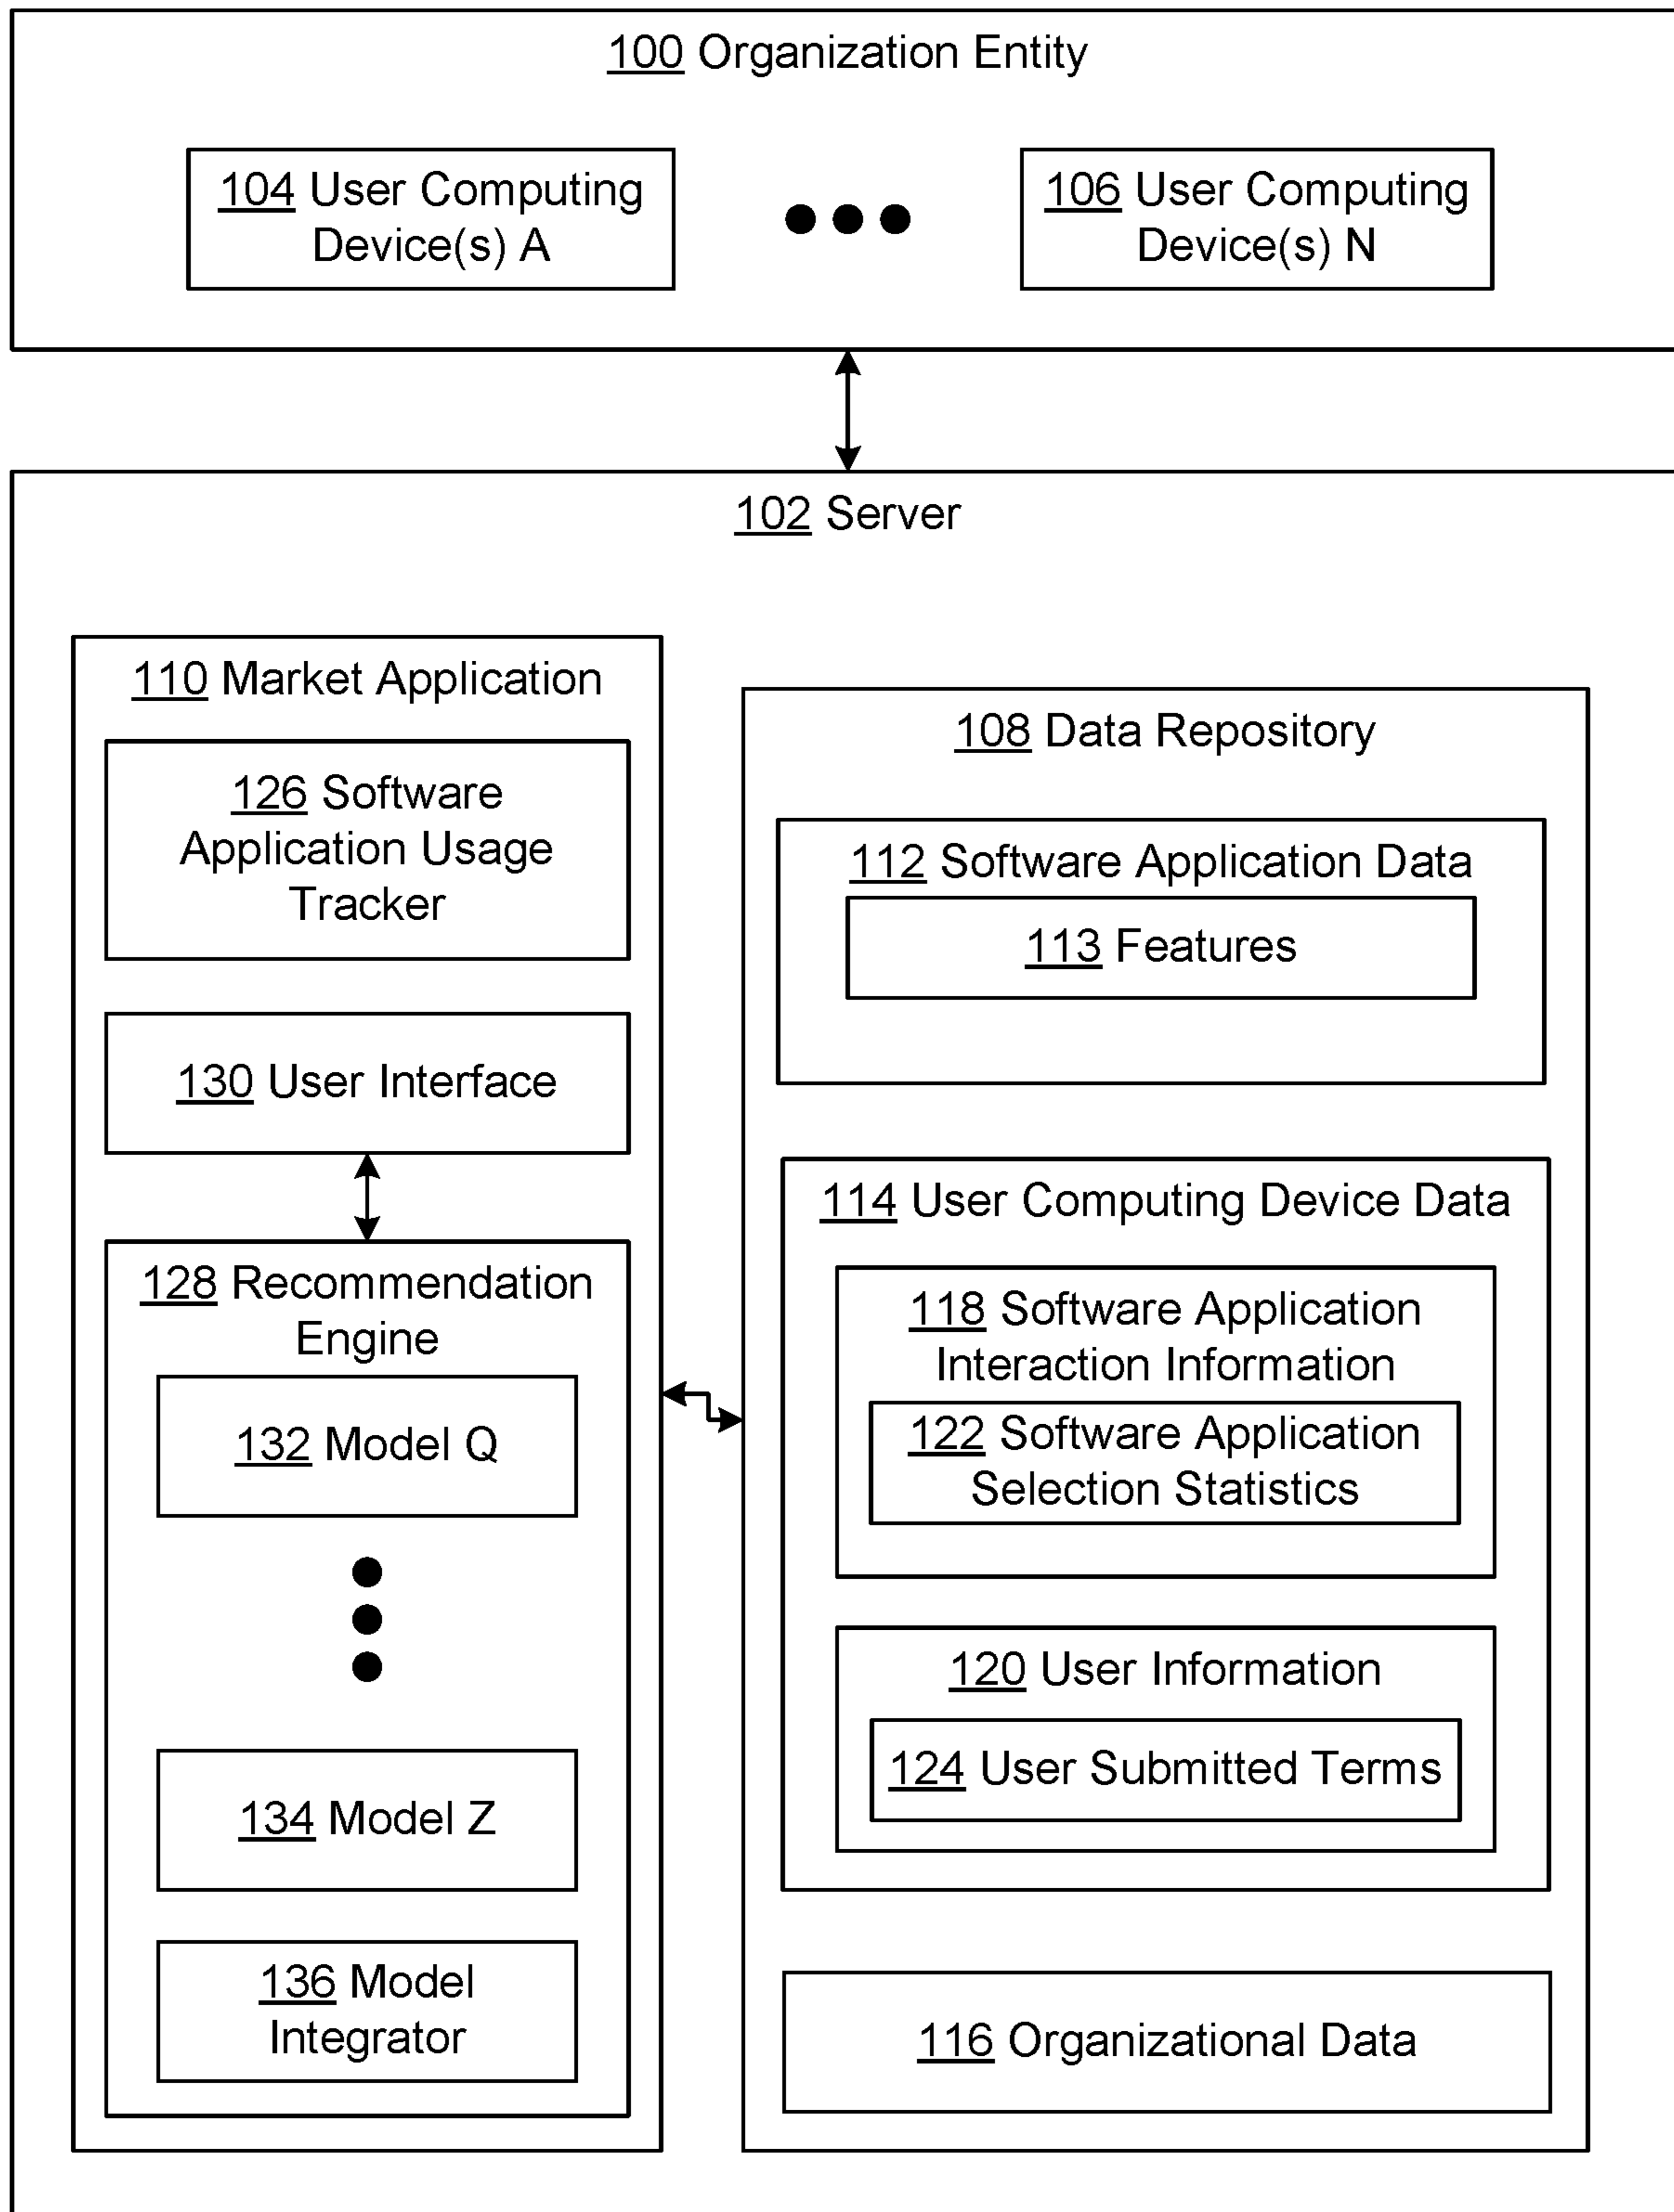 100 Organization Entity
104 User Computing
Device(s) A
106 User Computing
Device(s) N
102 Server
110 Market Application
126 Software
Application Usage
Tracker
130 User Interface
128 Recommendation
Engine
132 Model Q
134 Model Z
136 Model
Integrator
108 Data Repository
112 Software Application Data
113 Features
114 User Computing Device Data
118 Software Application
Interaction Information
122 Software Application
Selection Statistics
120 User Information
124 User Submitted Terms
116 Organizational Data